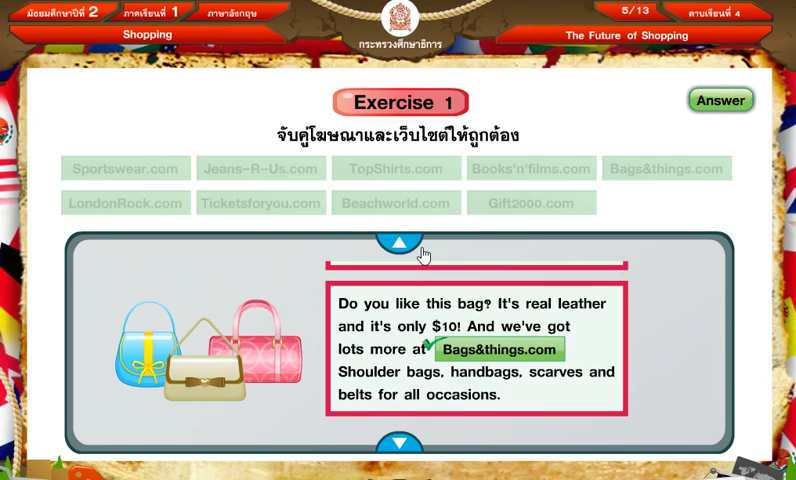 มัธยมศึกษาปีที่ 2 ภาคเรียนที่ 1 ภาษาอังกฤษ
5/13 คาบเรียนที่ 4
Shopping
The Future of Shopping
กระทรวงศึกษาธิการ
Exercise 1
Answer
จับคู่โฆษณาและเว็บไซต์ให้ถูกต้อง
Sportswear.com Jeans-R-Us.com TopShirts.com Books'n'films.com Bags&things.com
LondonRock.com Ticketsforyou.com Beachworld.com Gift2000.com
Do you like this bag? It's real leather
and it's only $10! And we've got
lots more at Bags&things.com
Shoulder bags, handbags, scarves and
belts for all occasions.